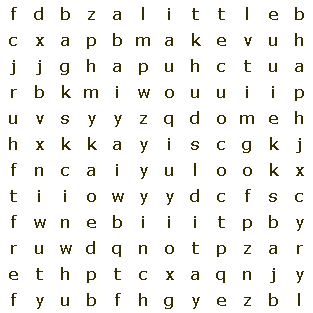 f d b z a l i t t l e b
c x a p b m a k e v u h
j j g h a p u h c t u a
r b k m i w o u u i i p
u v s y y z q d o m e h
h x k k a y i s c g k j
f n c a i y u l o o k x
t i i o w y y d c f s c
f w n e b i i i t p b y
r u w d q n o t p z a r
e t h p t c x a q n j y
f y u b f h g y e z b l